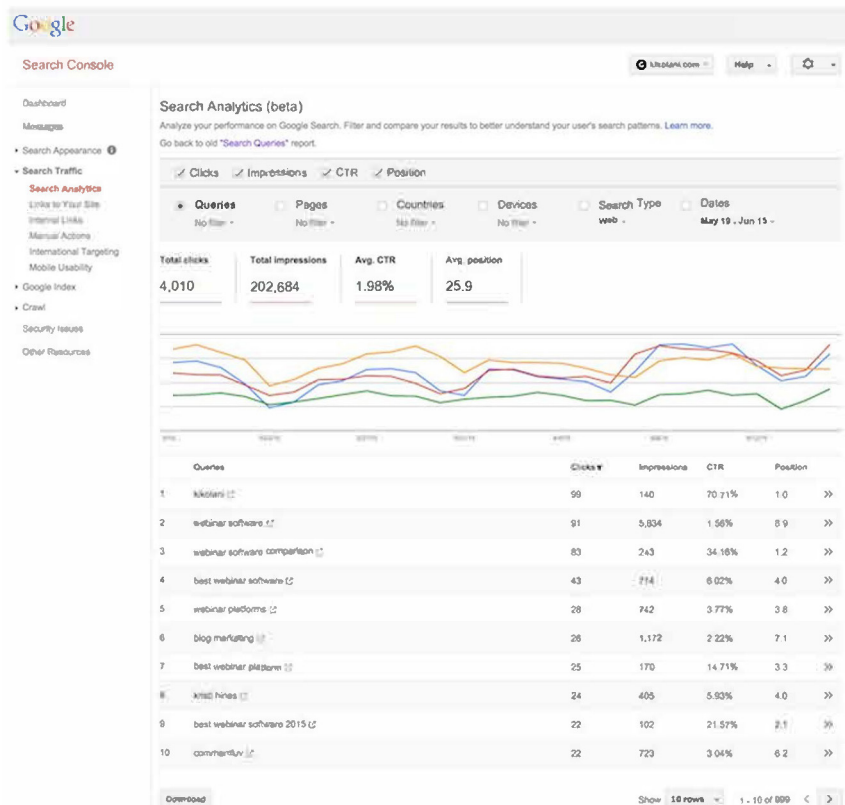 Google
Search Console
kikolani.com
Help
Dashboard
Messages
Search Appearance
Search Traffic
Search Analytics
Links to Your Site
Internal Links
Manual Actions
International Targeting
Mobile Usability
Google Index
Crawl
Security Issues
Other Resources
Search Analytics (beta)
Analyze your performance on Google Search. Filter and compare your results to better understand your user's search patterns. Learn more.
Go back to old "Search Queries" report.
Clicks Impressions CTR Position
Queries Pages Countries Devices Search Type Dates
No filter No filter No filter No filter Web May 19 - Jun 15
Total clicks Total impressions Avg. CTR Avg. position
4,010 202,684 1.98% 25.9
Queries Clicks▼ Impressions CTR Position
1 kikolani 99 140 70.71% 1.0 »
2 webinar software 91 5,834 1.56% 8.9 »
3 webinar software comparison 83 243 34.16% 1.2 »
4 best webinar software 43 714 6.02% 4.0 »
5 webinar platforms 28 742 3.77% 3.8 »
6 blog marketing 26 1,172 2.22% 7.1 »
7 best webinar platform 25 170 14.71% 3.3 »
8 kristi hines 24 405 5.93% 4.0 »
9 best webinar software 2015 22 102 21.57% 2.1 »
10 commentluv 22 723 3.04% 6.2 »
Download Show 10 rows 1 - 10 of 999 < >